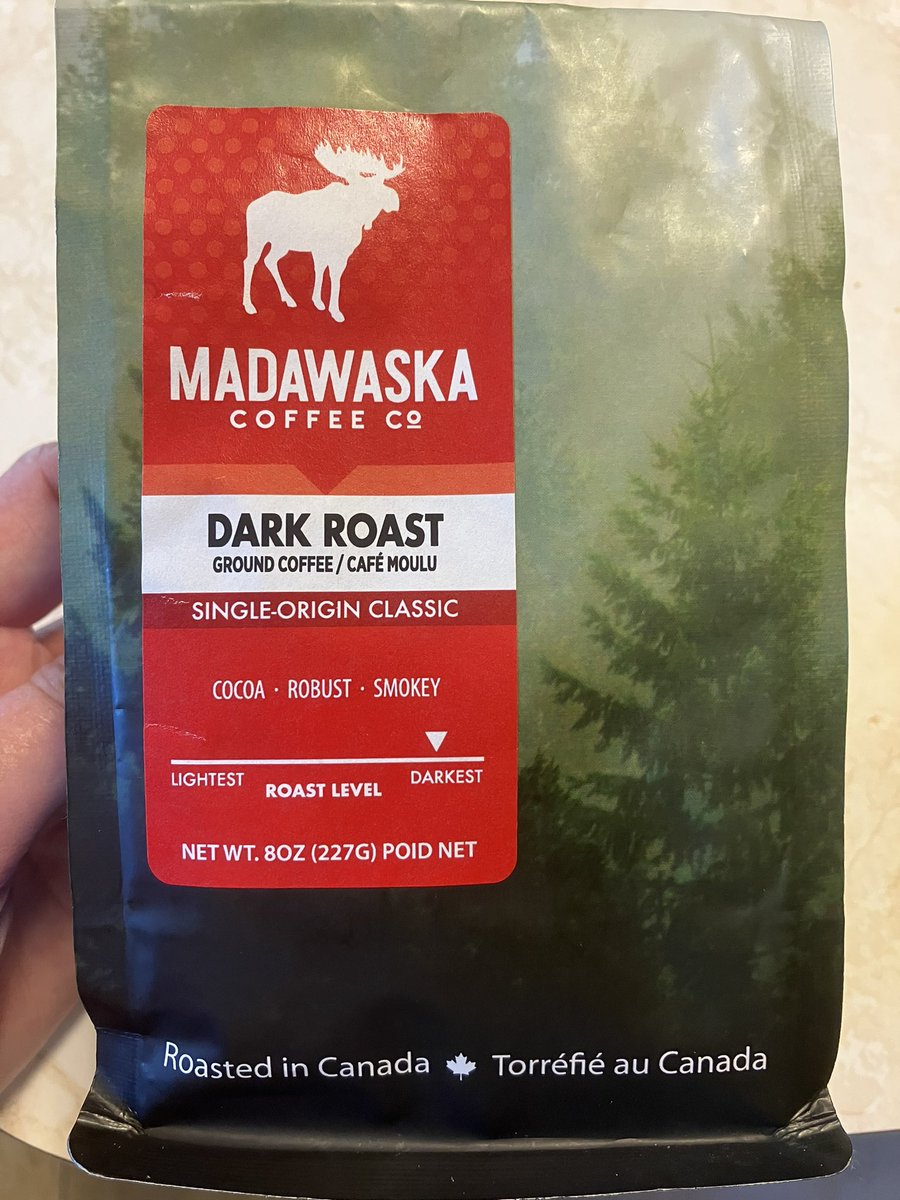 MADAWASKA
COFFEE Co
DARK ROAST
GROUND COFFEE / CAFÉ MOULU
SINGLE-ORIGIN CLASSIC
COCOA · ROBUST · SMOKEY
LIGHTEST ROAST LEVEL DARKEST
NET WT. 8OZ (227G) POID NET
Roasted in Canada Torréfié au Canada